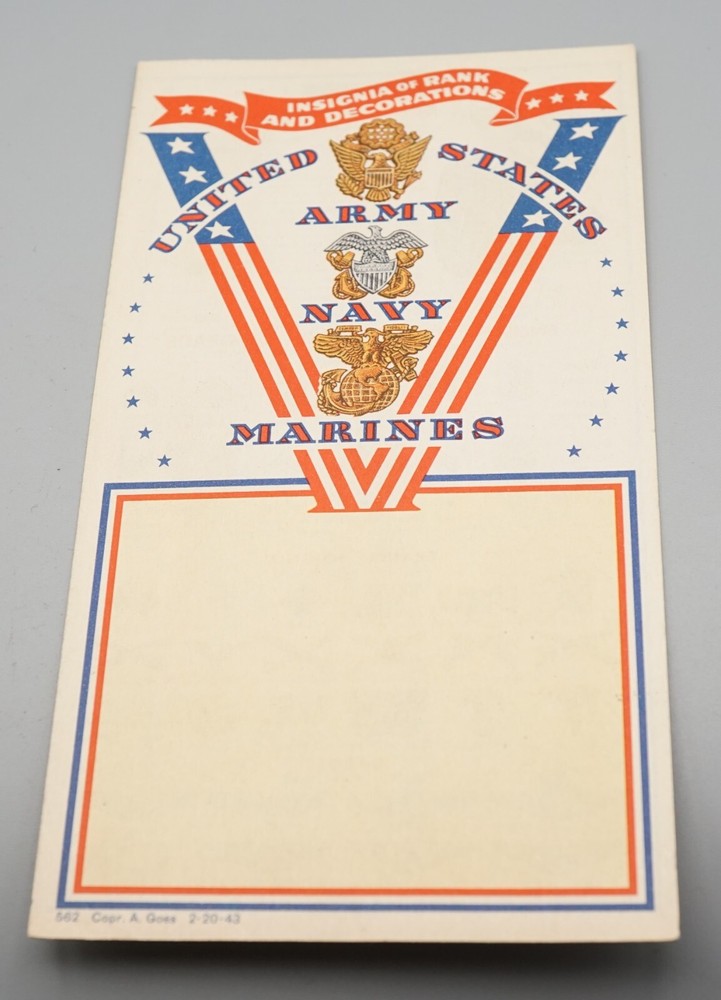 INSIGNIA OF RANK
AND DECORATIONS
UNITED STATES
ARMY
NAVY
MARINES
562 Copr. A. Goes 2-20-43